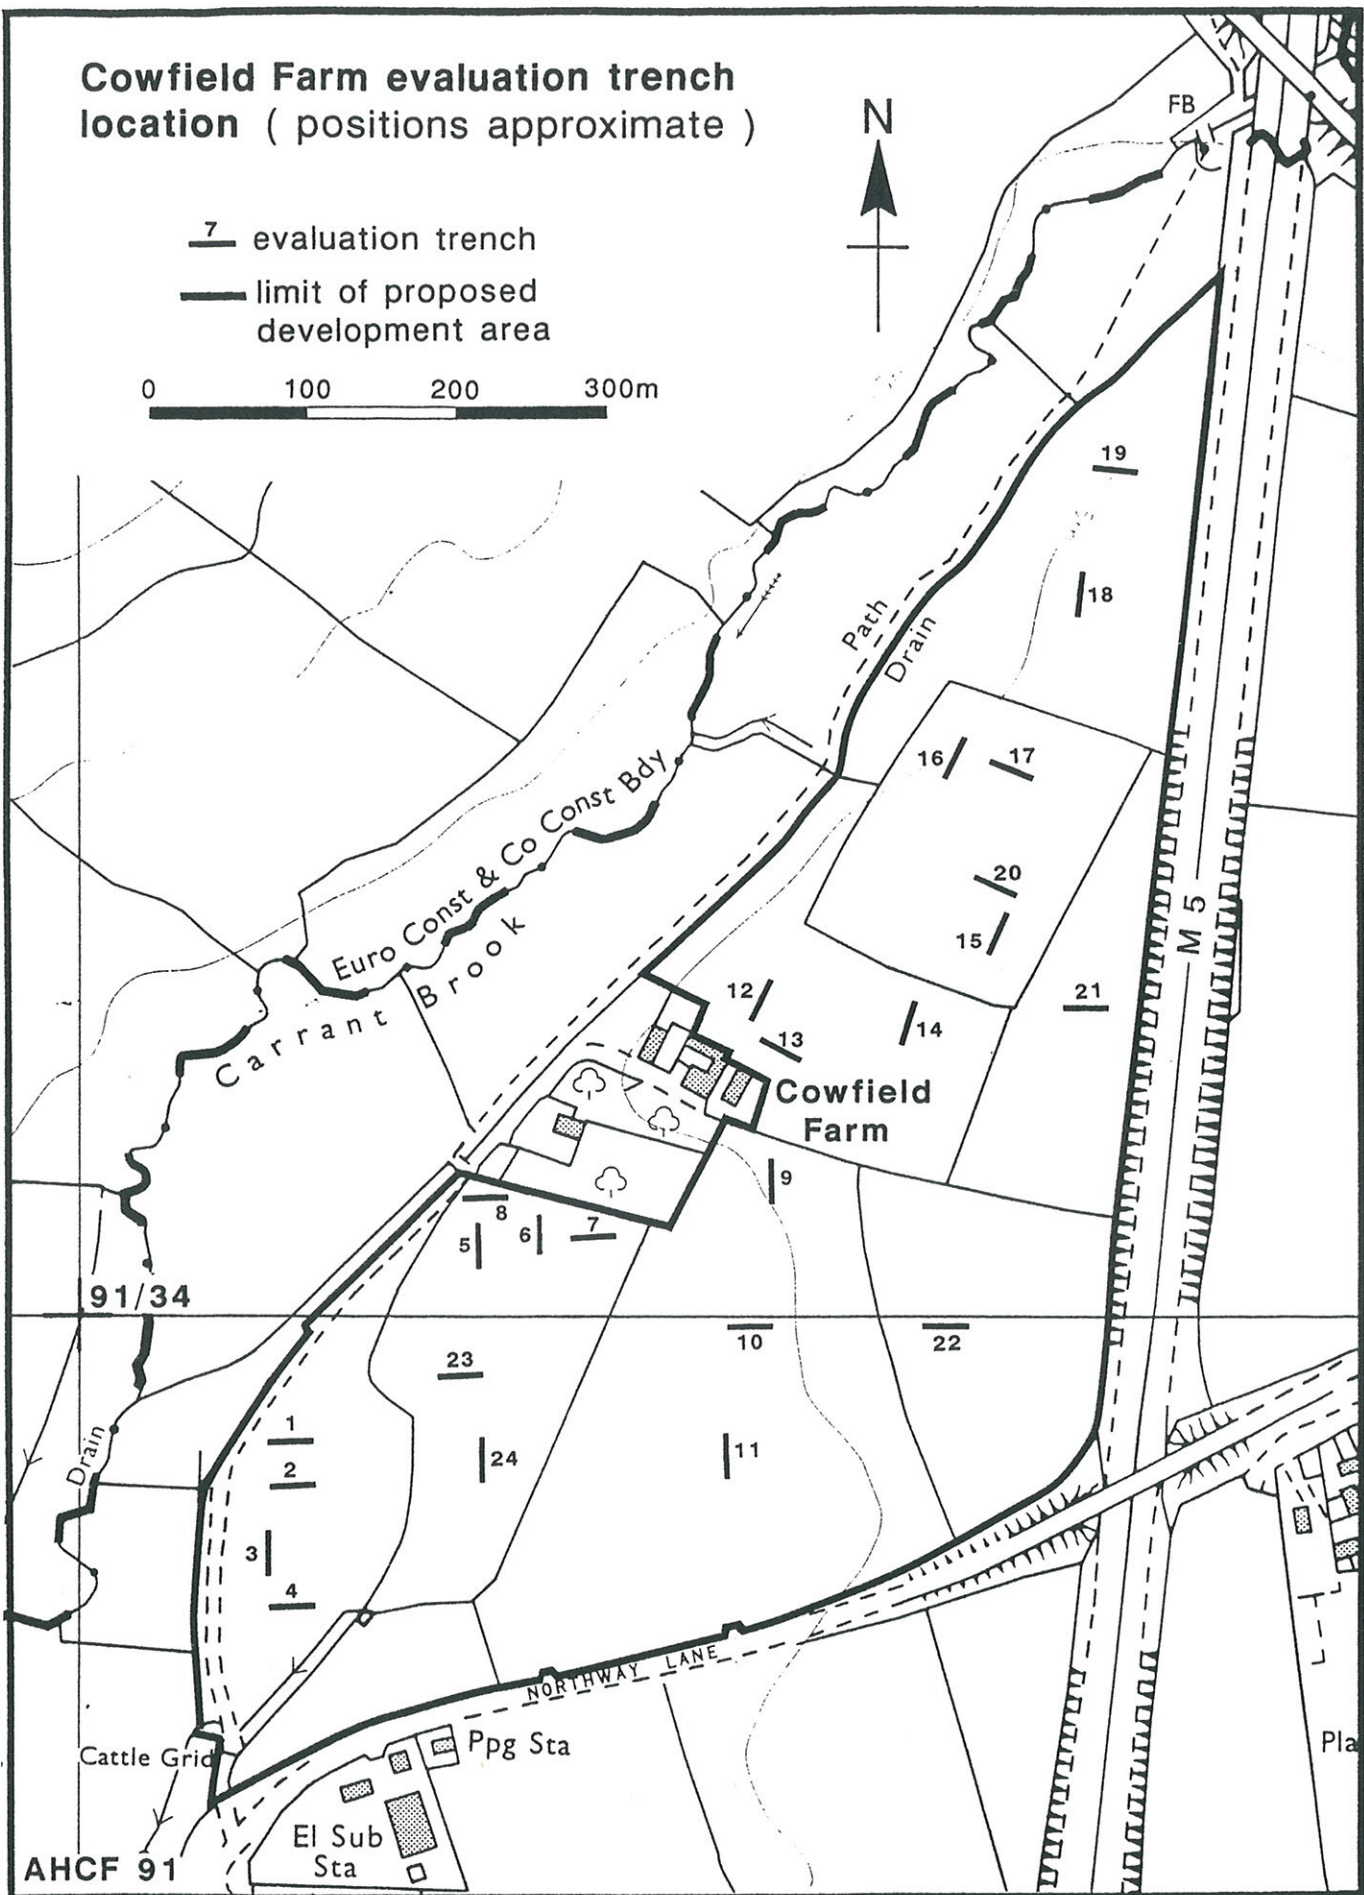 Cowfield Farm evaluation trench
location ( positions approximate )
N
FB
7 evaluation trench
limit of proposed
development area
0 100 200 300m
19
18
Path
Drain
16
17
Euro Const & Co Const Bdy
20
15
M 5
Carrant Brook
12
13
14
21
Cowfield
Farm
9
8
5
6
7
91/34
10
22
23
1
2
24
11
Drain
3
4
NORTHWAY LANE
Cattle Grid
Ppg Sta
Pla
El Sub
Sta
AHCF 91